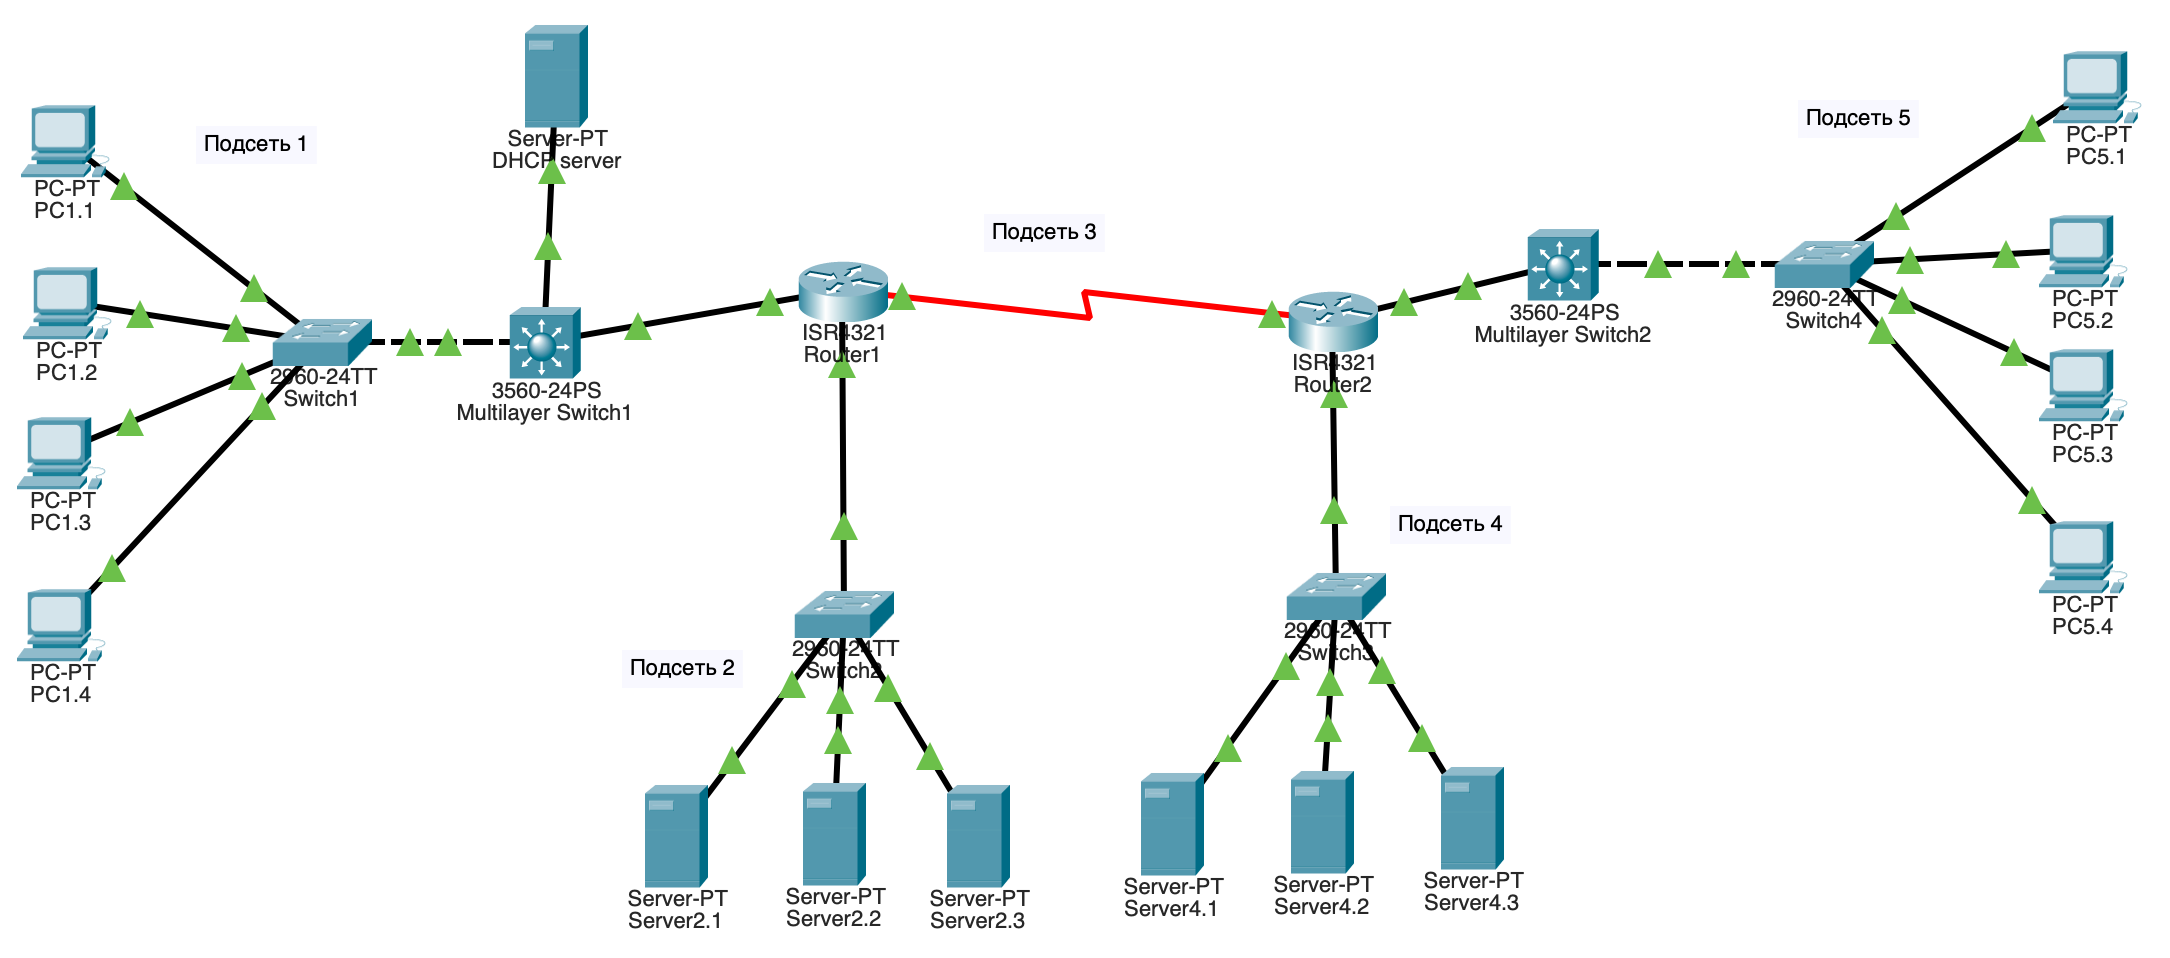 Server-PT
DHCP server
Подсеть 1
PC-PT
PC1.1
PC-PT
PC1.2
PC-PT
PC1.3
PC-PT
PC1.4
2960-24TT
Switch1
3560-24PS
Multilayer Switch1
ISR4321
Router1
Подсеть 3
ISR4321
Router2
3560-24PS
Multilayer Switch2
2960-24TT
Switch4
Подсеть 5
PC-PT
PC5.1
PC-PT
PC5.2
PC-PT
PC5.3
PC-PT
PC5.4
Подсеть 2
2960-24TT
Switch2
Server-PT
Server2.1
Server-PT
Server2.2
Server-PT
Server2.3
Подсеть 4
2960-24TT
Switch3
Server-PT
Server4.1
Server-PT
Server4.2
Server-PT
Server4.3